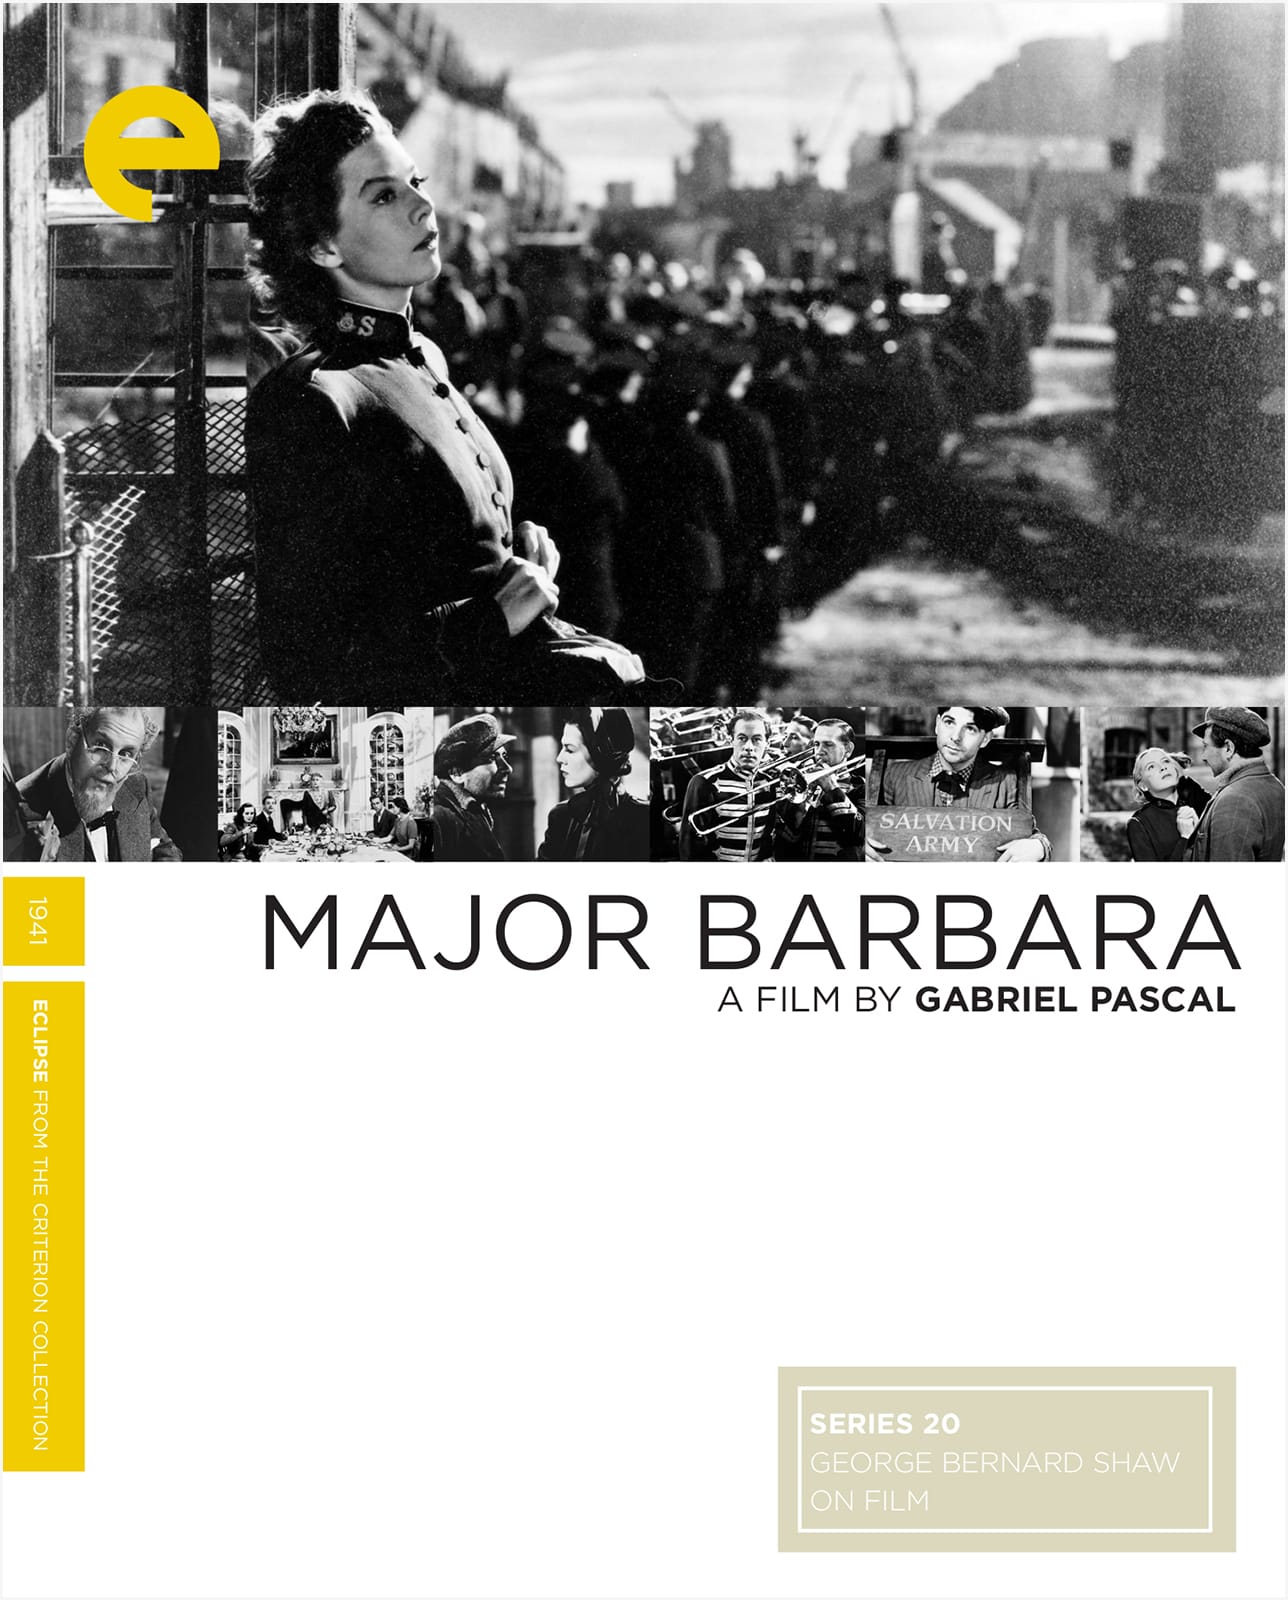 e
S
SALVATION
ARMY
MAJOR BARBARA
A FILM BY GABRIEL PASCAL
1941
ECLIPSE FROM THE CRITERION COLLECTION
SERIES 20
GEORGE BERNARD SHAW
ON FILM